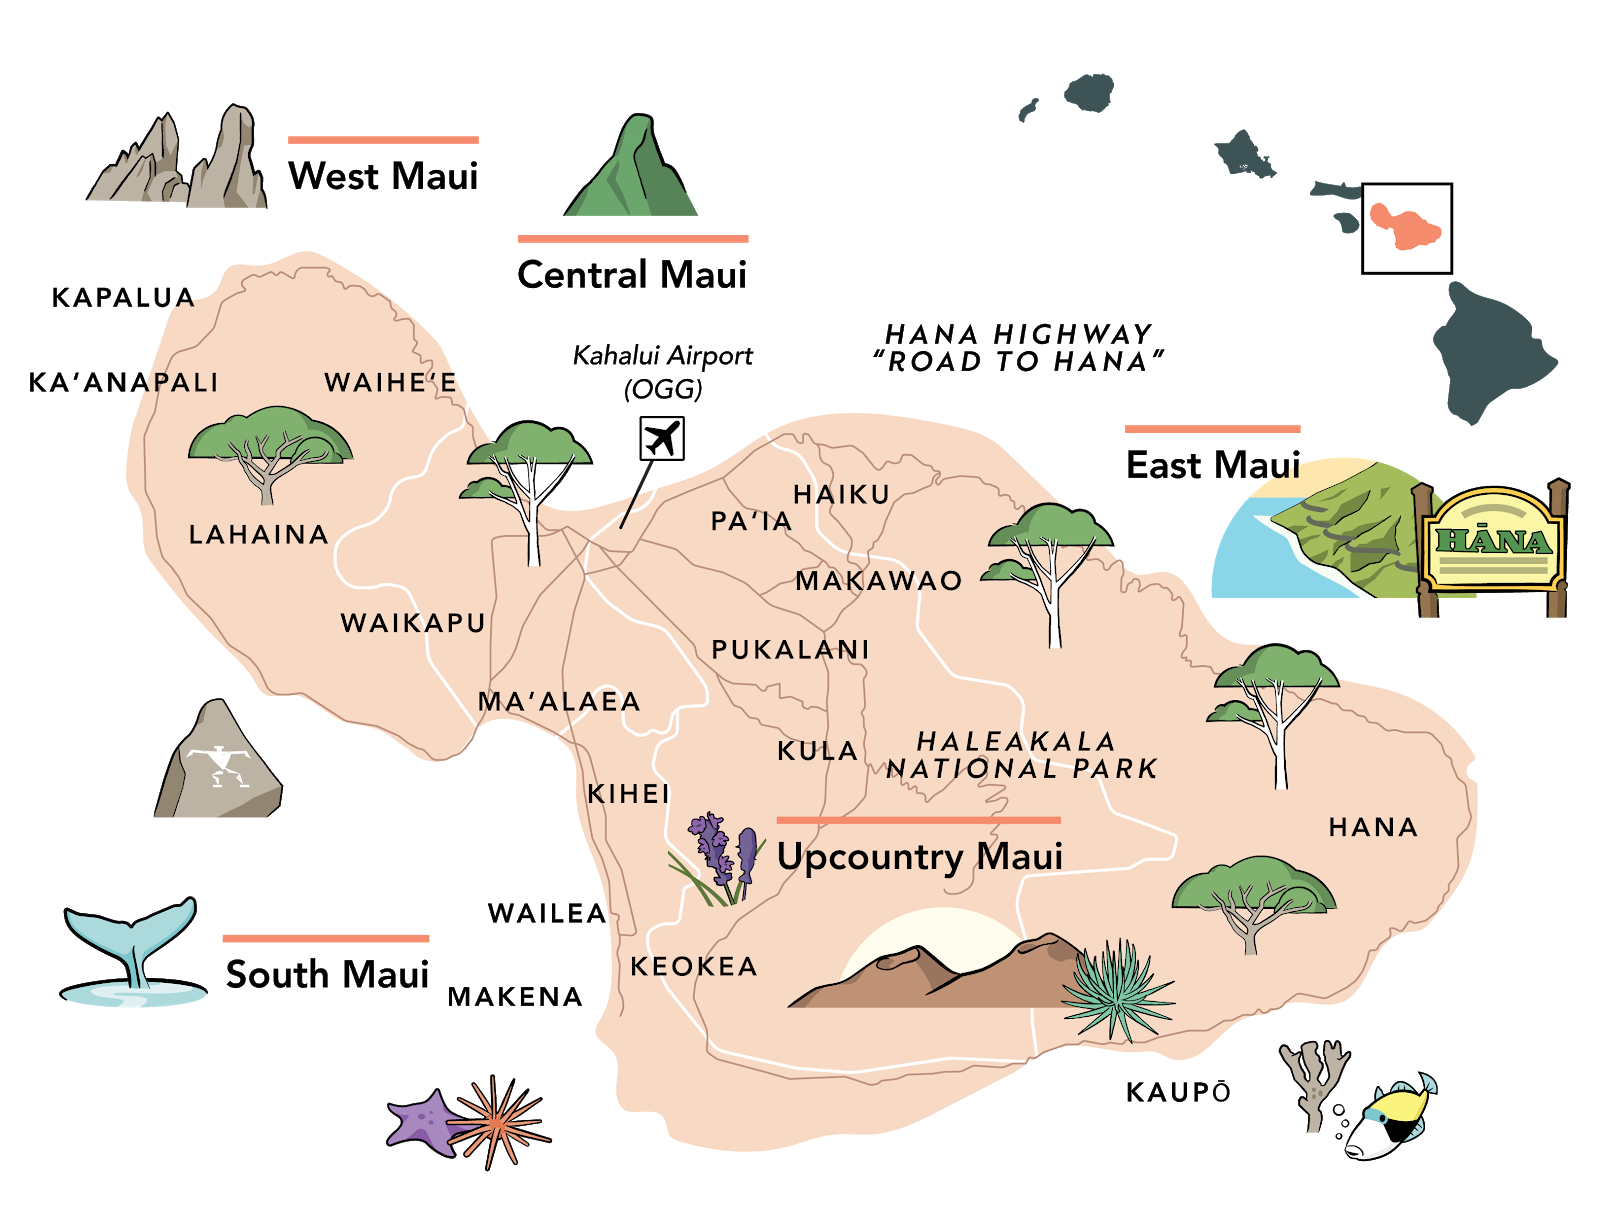 West Maui
Central Maui
KAPALUA
HANA HIGHWAY
“ROAD TO HANA”
Kahalui Airport
(OGG)
KA‘ANAPALI
WAIHE‘E
East Maui
HAIKU
PA‘IA
LAHAINA
HĀNA
MAKAWAO
WAIKAPU
PUKALANI
MA‘ALAEA
KULA
HALEAKALA
NATIONAL PARK
KIHEI
HANA
Upcountry Maui
WAILEA
South Maui
KEOKEA
MAKENA
KAUPŌ